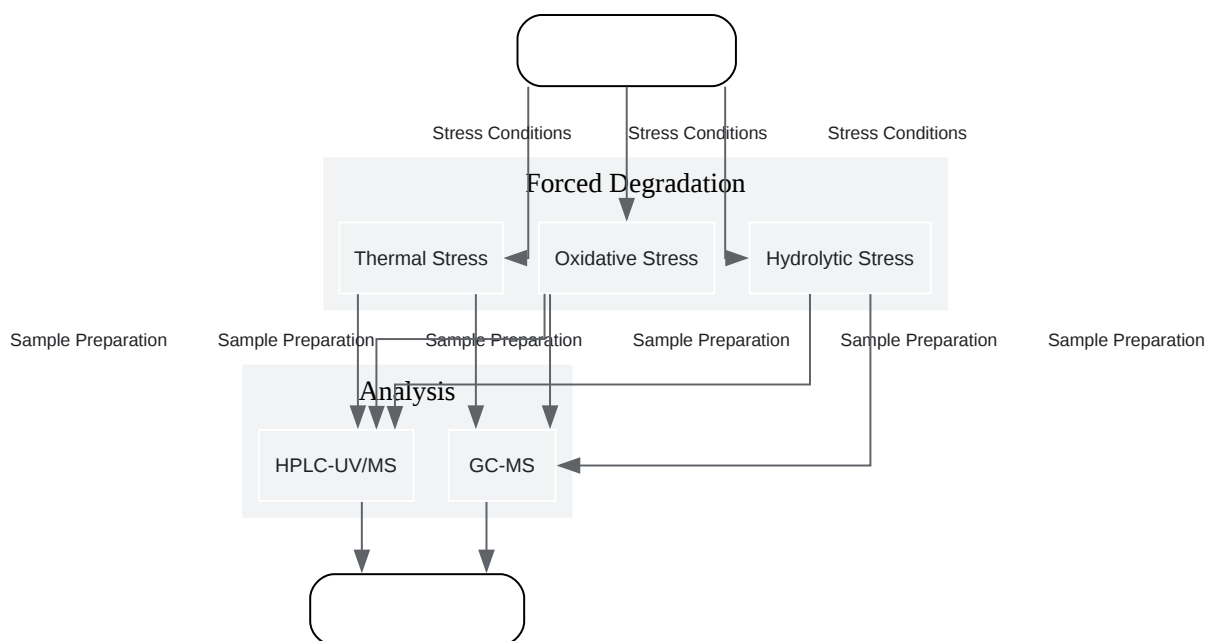 Stress Conditions Stress Conditions Stress Conditions
Forced Degradation
Thermal Stress Oxidative Stress Hydrolytic Stress
Sample Preparation Sample Preparation Sample Preparation Sample Preparation Sample Preparation Sample Preparation
Analysis
HPLC-UV/MS GC-MS